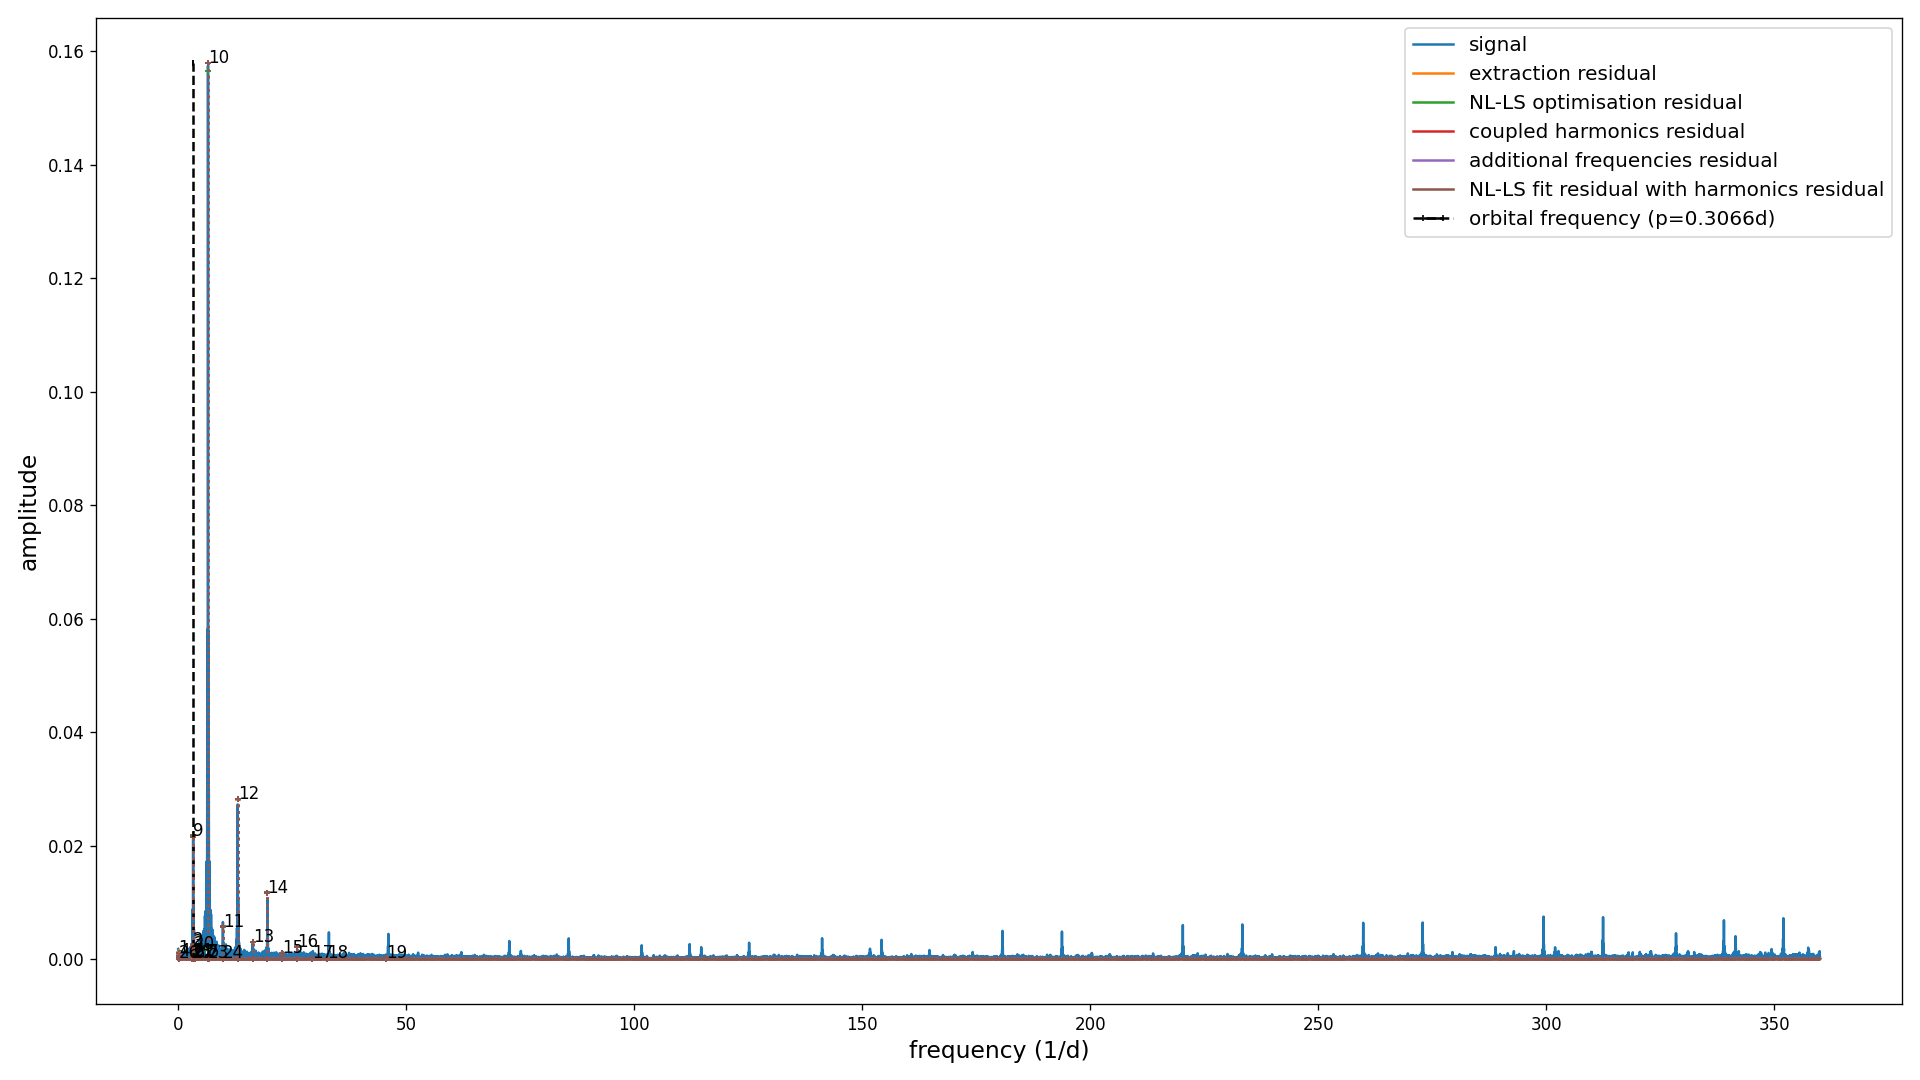 0.16
0.14
0.12
0.10
0.08
0.06
0.04
0.02
0.00
amplitude
10
12
9
14
11
13
16
15
17
18
19
24
signal
extraction residual
NL-LS optimisation residual
coupled harmonics residual
additional frequencies residual
NL-LS fit residual with harmonics residual
orbital frequency (p=0.3066d)
0 50 100 150 200 250 300 350
frequency (1/d)